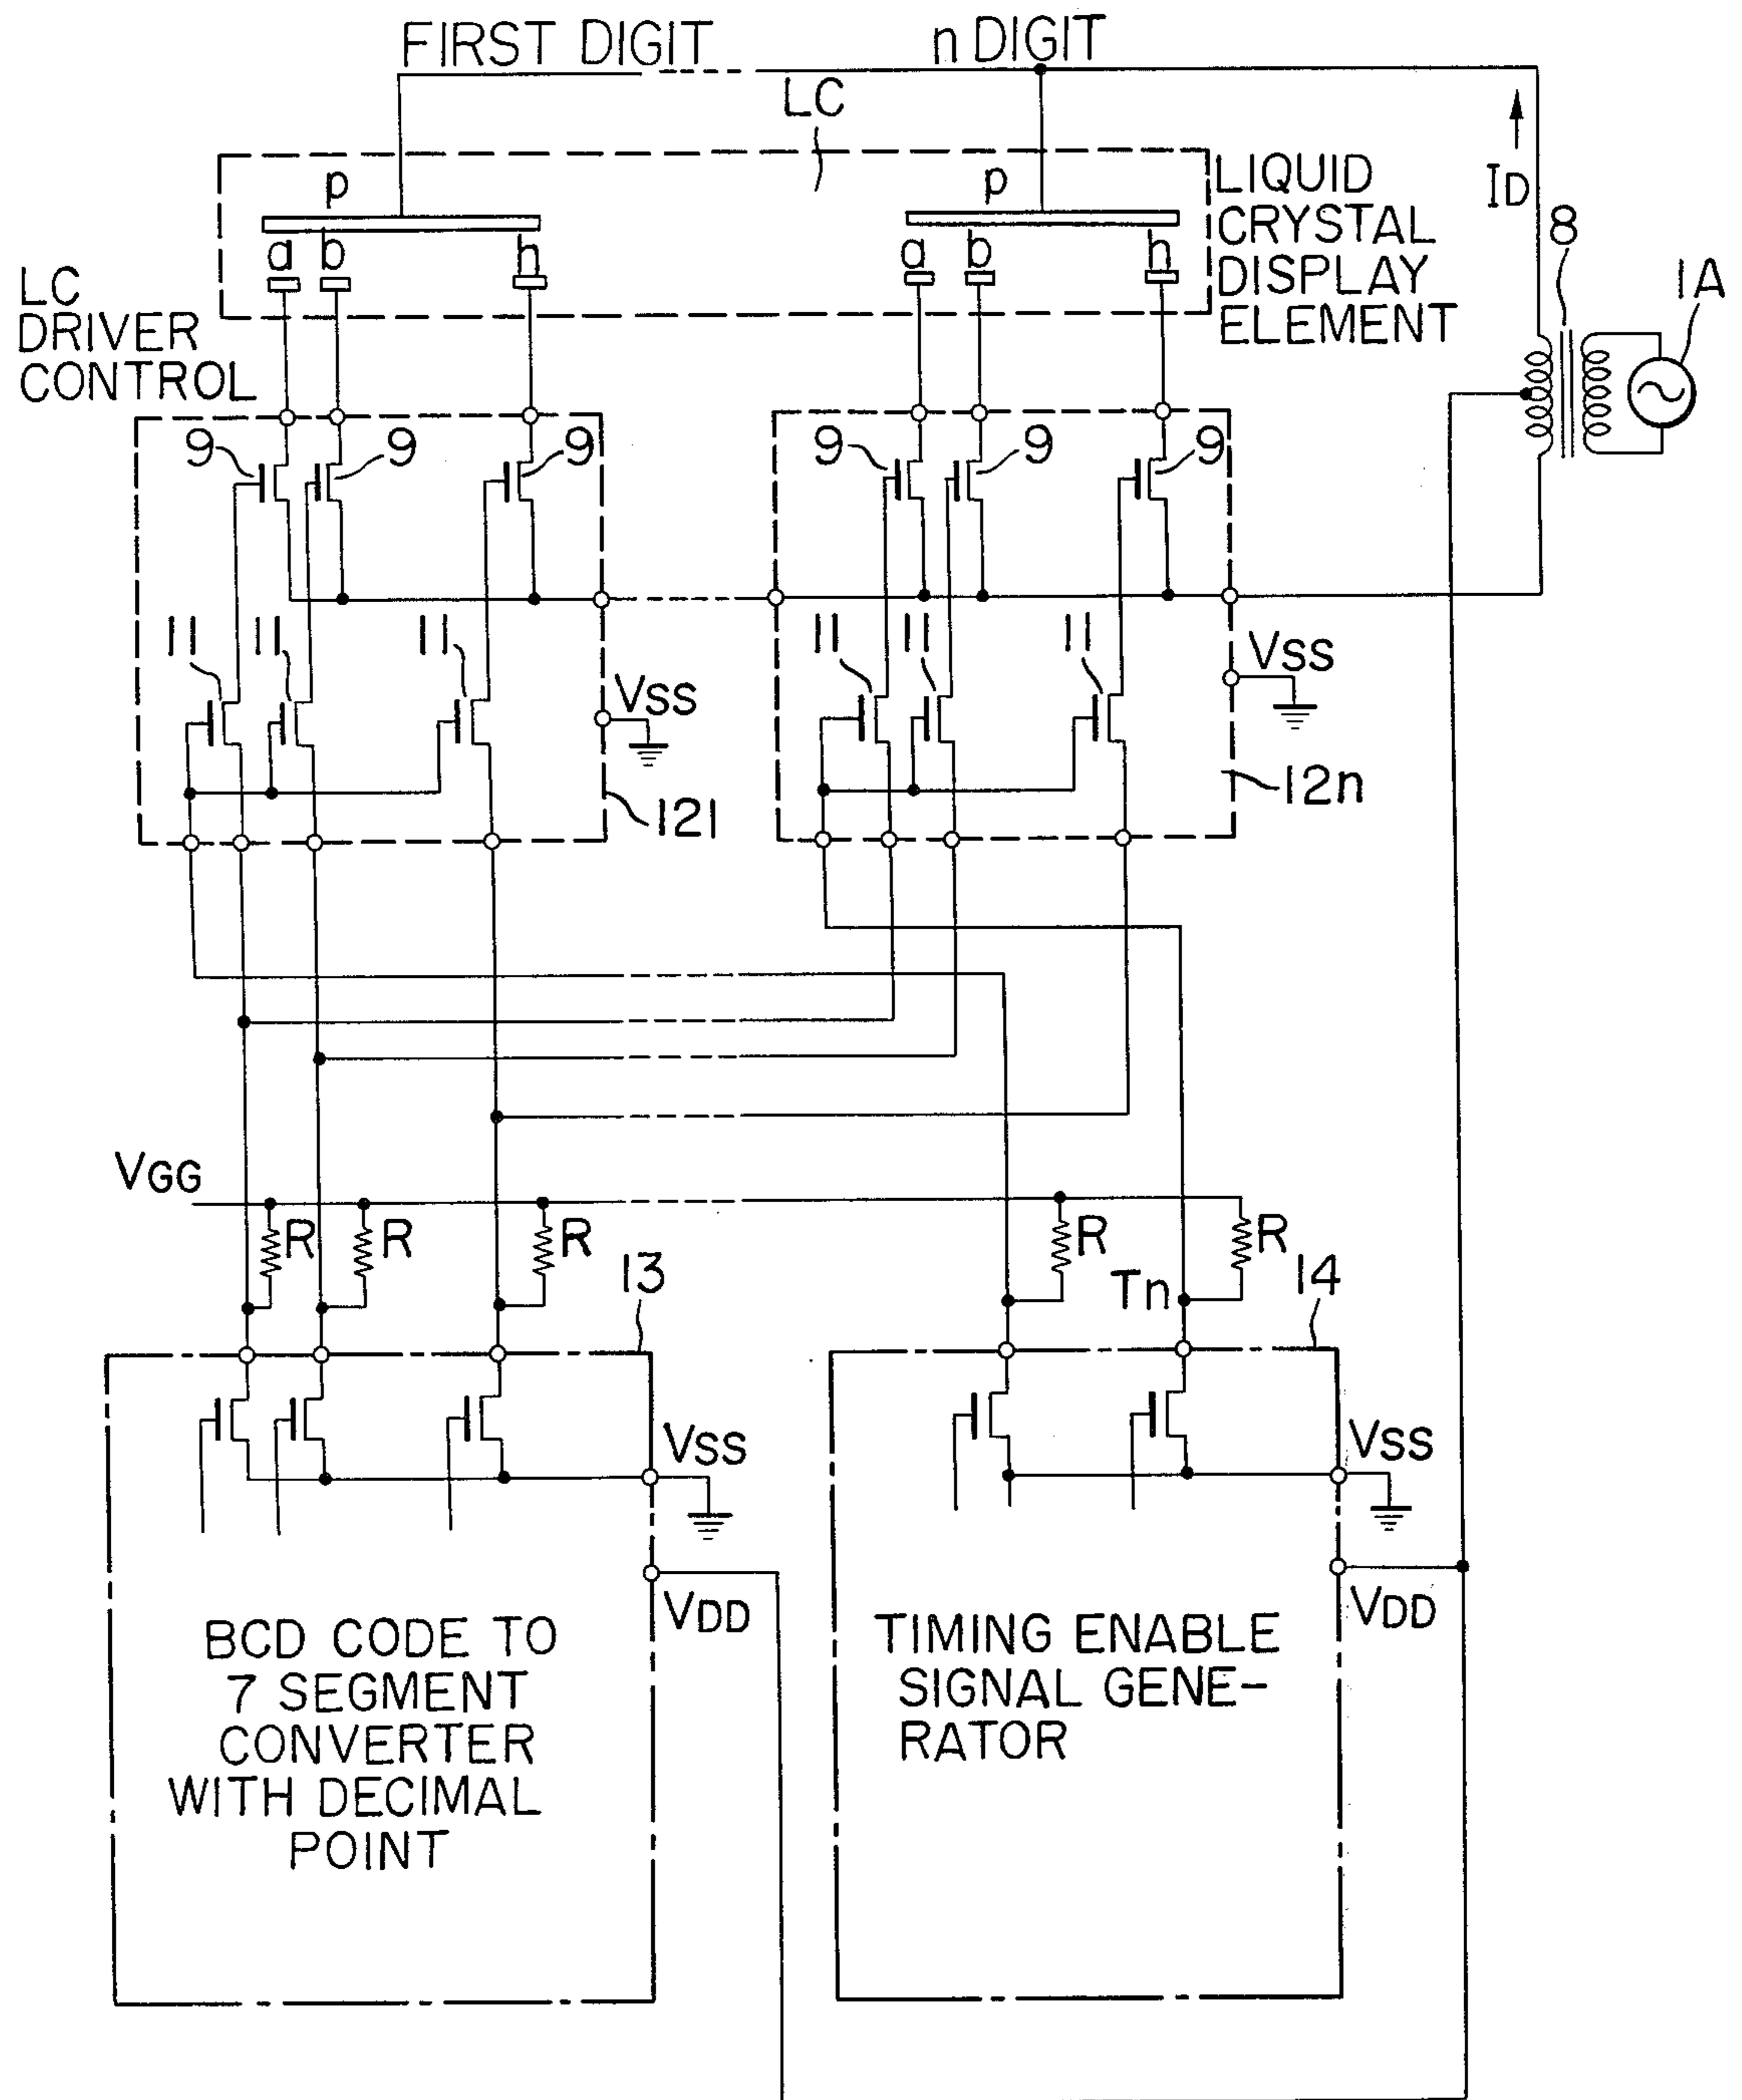 FIRST DIGIT
n DIGIT
LC
ID
p
p
LIQUID
CRYSTAL
DISPLAY
ELEMENT
8
1A
a b h
a b h
LC
DRIVER
CONTROL
9 9 9
9 9 9
11 11 11
11 11 11
VSS
VSS
121
12n
VGG
R R R
R R
13
Tn
14
VSS
VSS
VDD
VDD
BCD CODE TO
7 SEGMENT
CONVERTER
WITH DECIMAL
POINT
TIMING ENABLE
SIGNAL GENE-
RATOR